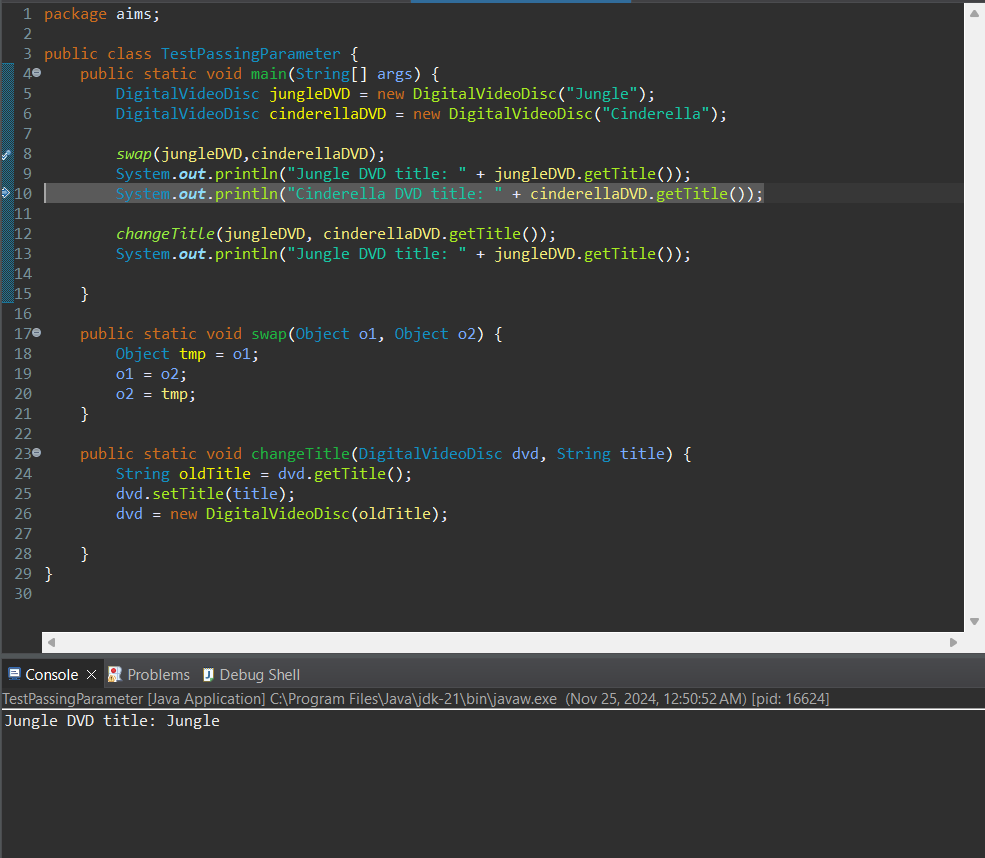 1 package aims;
2
3 public class TestPassingParameter {
4     public static void main(String[] args) {
5         DigitalVideoDisc jungleDVD = new DigitalVideoDisc("Jungle");
6         DigitalVideoDisc cinderellaDVD = new DigitalVideoDisc("Cinderella");
7
8         swap(jungleDVD,cinderellaDVD);
9         System.out.println("Jungle DVD title: " + jungleDVD.getTitle());
10         System.out.println("Cinderella DVD title: " + cinderellaDVD.getTitle());
11
12         changeTitle(jungleDVD, cinderellaDVD.getTitle());
13         System.out.println("Jungle DVD title: " + jungleDVD.getTitle());
14
15     }
16
17     public static void swap(Object o1, Object o2) {
18         Object tmp = o1;
19         o1 = o2;
20         o2 = tmp;
21     }
22
23     public static void changeTitle(DigitalVideoDisc dvd, String title) {
24         String oldTitle = dvd.getTitle();
25         dvd.setTitle(title);
26         dvd = new DigitalVideoDisc(oldTitle);
27
28     }
29 }
30
Console Problems Debug Shell
TestPassingParameter [Java Application] C:\Program Files\Java\jdk-21\bin\javaw.exe (Nov 25, 2024, 12:50:52 AM) [pid: 16624]
Jungle DVD title: Jungle